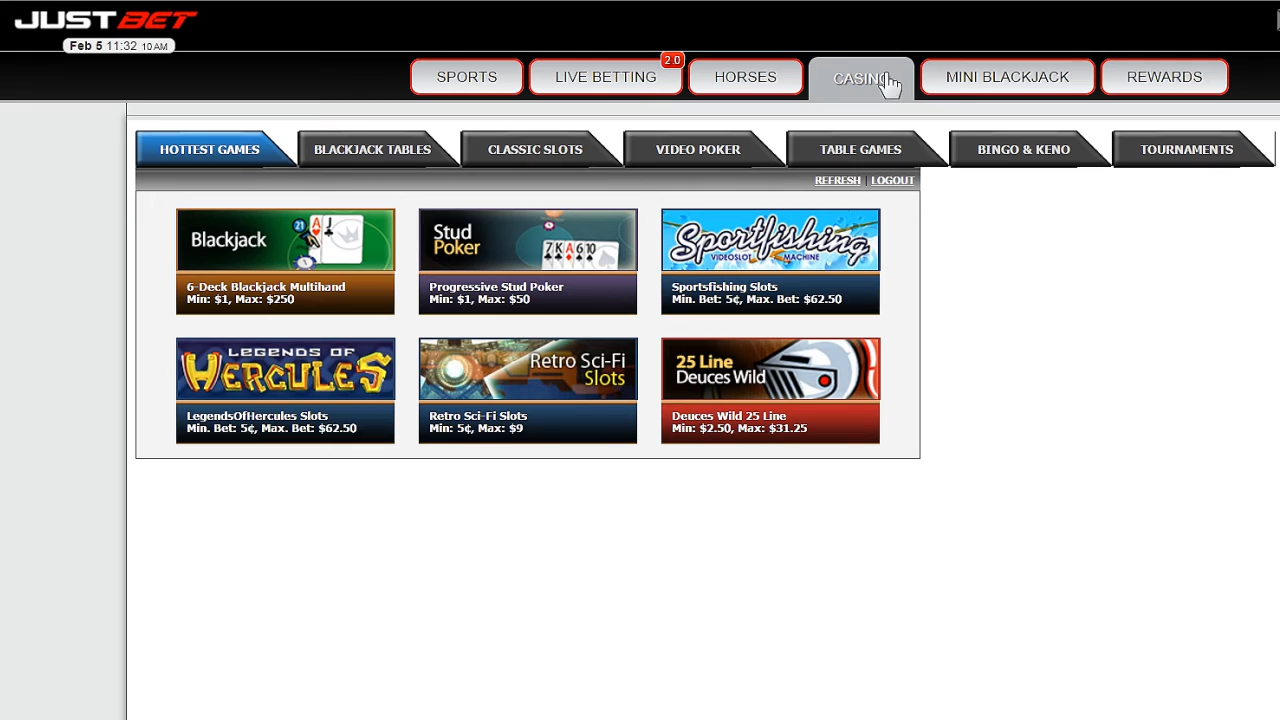 JUSTBET
Feb 5 11:32 10AM
2.0
SPORTS
LIVE BETTING
HORSES
CASINO
MINI BLACKJACK
REWARDS
HOTTEST GAMES
BLACKJACK TABLES
CLASSIC SLOTS
VIDEO POKER
TABLE GAMES
BINGO & KENO
TOURNAMENTS
REFRESH | LOGOUT
Blackjack
21 A J
6-Deck Blackjack Multihand
Min: $1, Max: $250
Stud
Poker
7 K A 6 10
Progressive Stud Poker
Min: $1, Max: $50
Sportfishing
VIDEOSLOT MACHINE
Sportsfishing Slots
Min. Bet: 5¢, Max. Bet: $62.50
LEGENDS OF
HERCULES
LegendsOfHercules Slots
Min. Bet: 5¢, Max. Bet: $62.50
Retro Sci-Fi
Slots
Retro Sci-Fi Slots
Min: 5¢, Max: $9
25 Line
Deuces Wild
Deuces Wild 25 Line
Min: $2.50, Max: $31.25